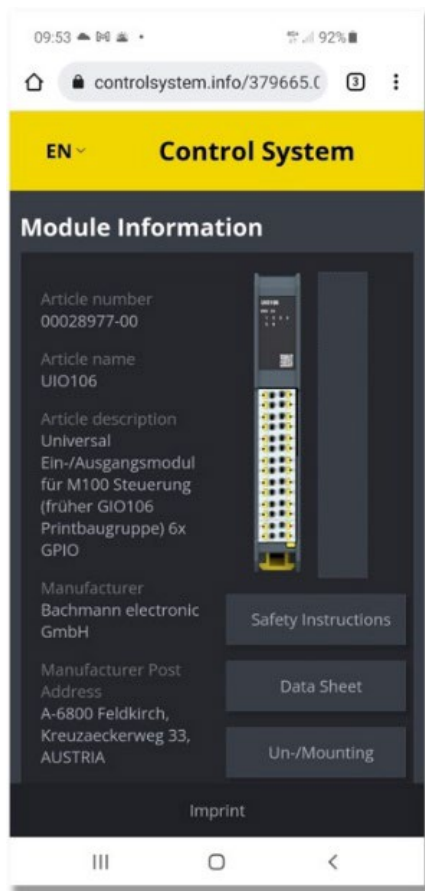 09:53
92%
controlsystem.info/379665.0
3
EN
Control System
Module Information
Article number
00028977-00
Article name
UIO106
Article description
Universal
Ein-/Ausgangsmodul
für M100 Steuerung
(früher GIO106
Printbaugruppe) 6x
GPIO
Manufacturer
Bachmann electronic
GmbH
Manufacturer Post
Address
A-6800 Feldkirch,
Kreuzaeckerweg 33,
AUSTRIA
UIO106
Safety Instructions
Data Sheet
Un-/Mounting
Imprint